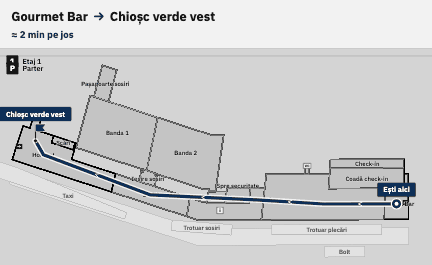 Gourmet Bar → Chioșc verde vest
≈ 2 min pe jos
Etaj 1
Parter
Pașapoarte sosiri
Chioșc verde vest
Banda 1
Scări
Banda 2
Check-in
Coadă check-in
Ieșire sosiri
Spre securitate
Ești aici
Bar
Taxi
Trotuar sosiri
Trotuar plecări
Bolt